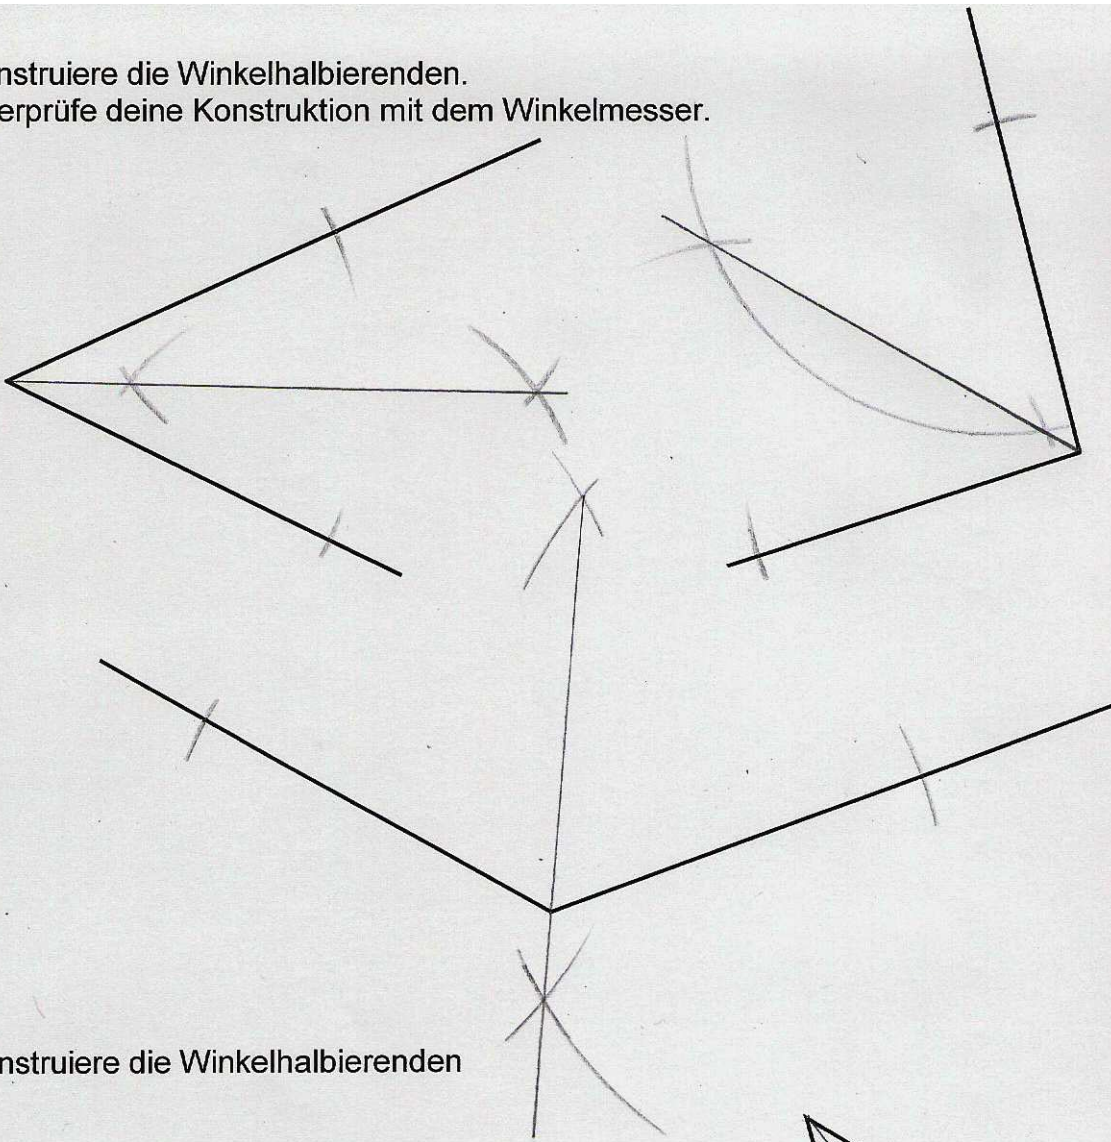 nstruiere die Winkelhalbierenden.
erprüfe deine Konstruktion mit dem Winkelmesser.
nstruiere die Winkelhalbierenden